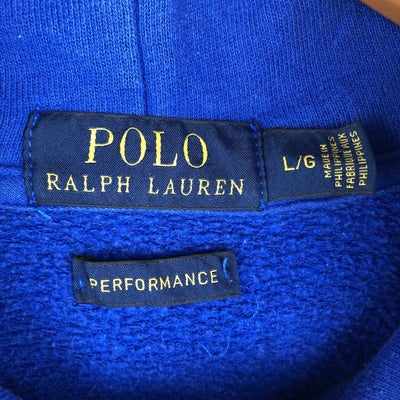 POLO
RALPH LAUREN
L/G
MADE IN
PHILIPPINES
FABRIQUÉ AUX
PHILIPPINES
PERFORMANCE